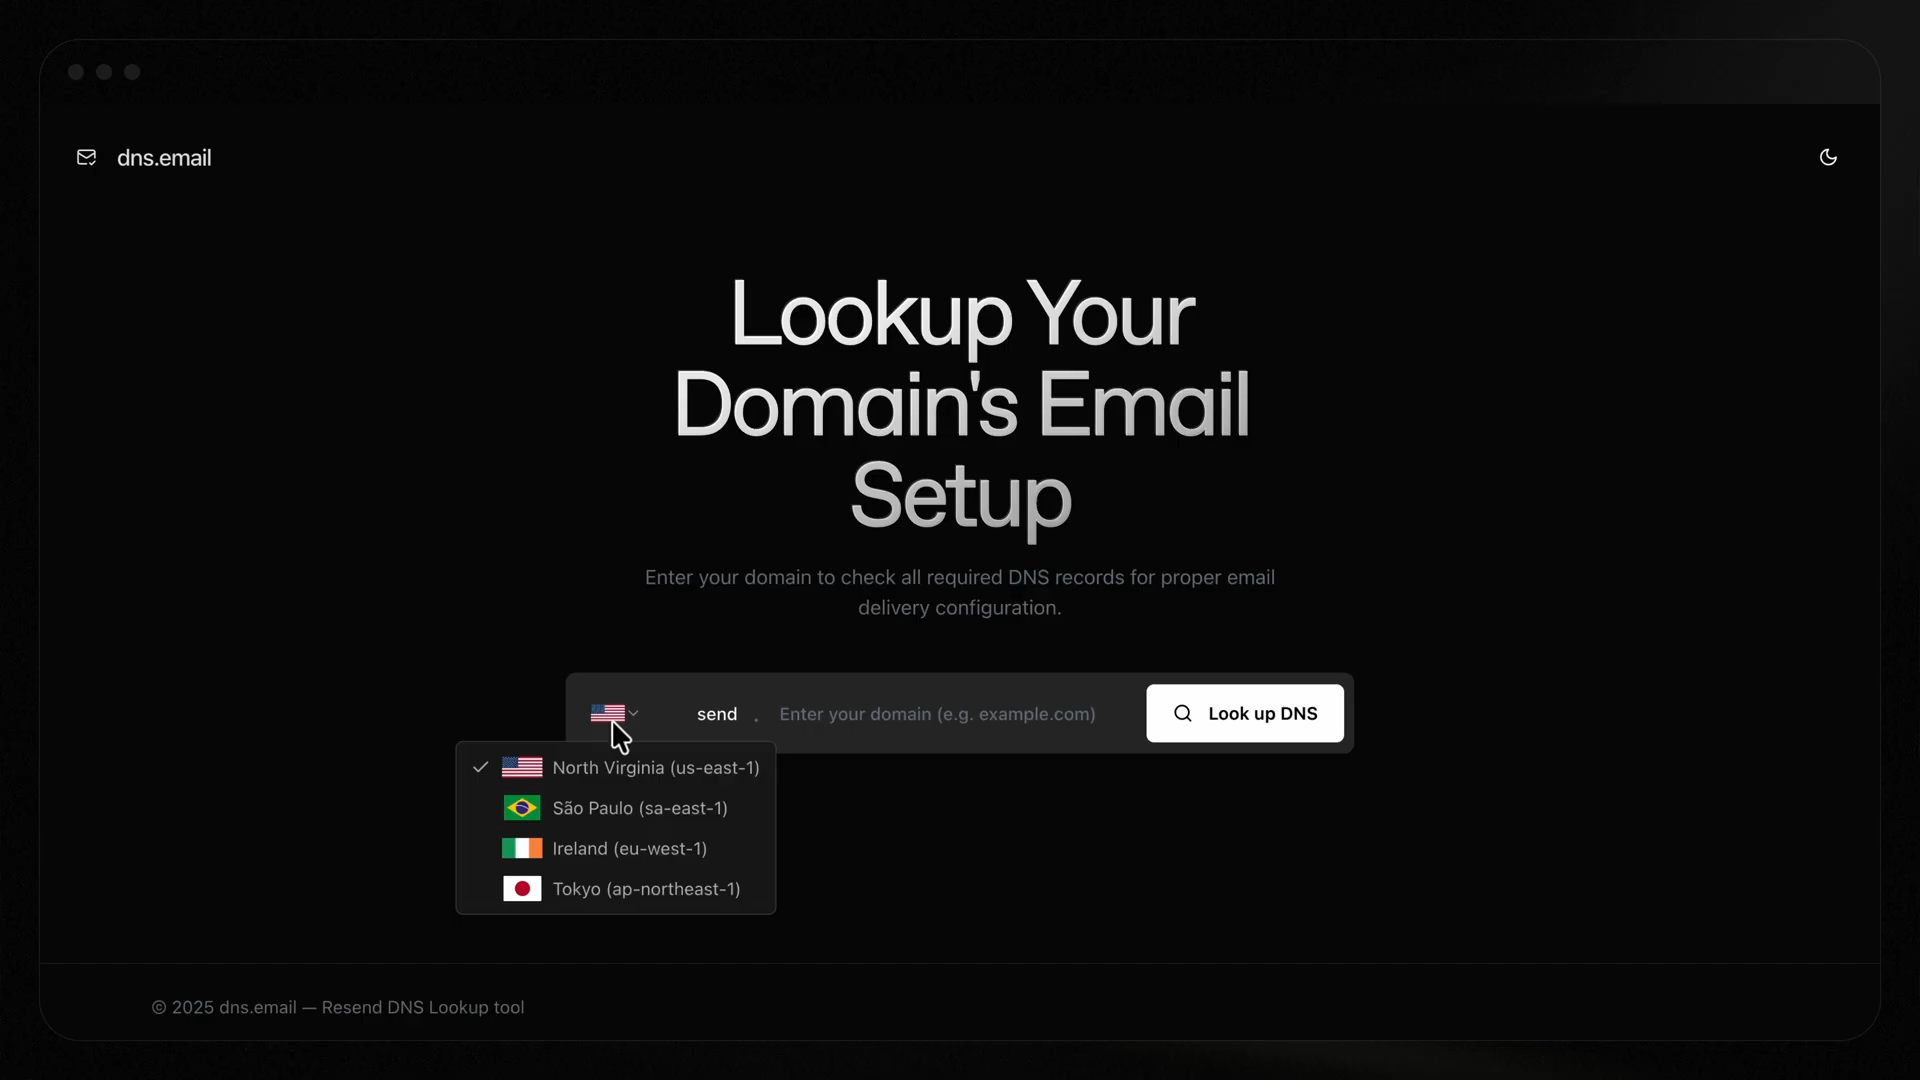 dns.email
Lookup Your
Domain's Email
Setup
Enter your domain to check all required DNS records for proper email
delivery configuration.
send . Enter your domain (e.g. example.com) Look up DNS
North Virginia (us-east-1)
São Paulo (sa-east-1)
Ireland (eu-west-1)
Tokyo (ap-northeast-1)
© 2025 dns.email — Resend DNS Lookup tool